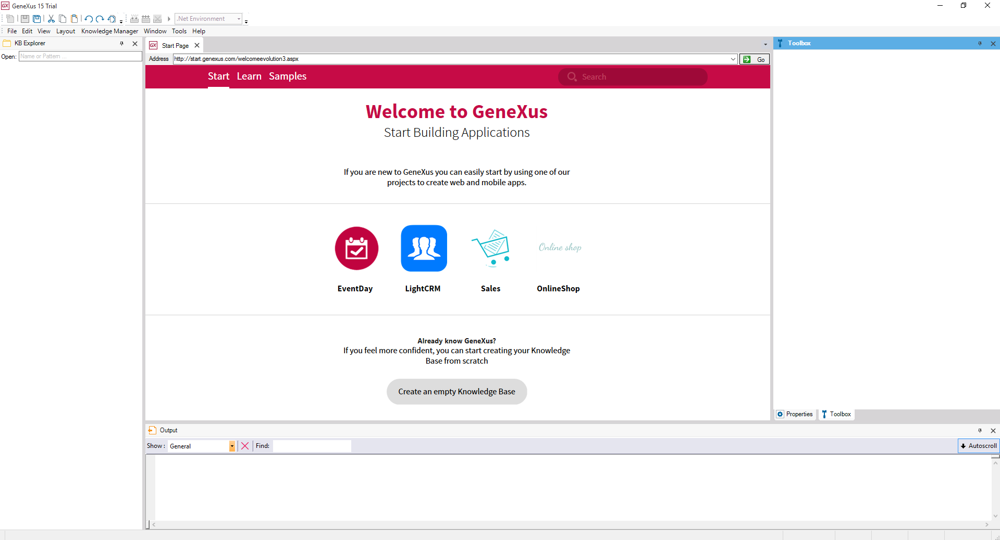 GX GeneXus 15 Trial
.Net Environment
File Edit View Layout Knowledge Manager Window Tools Help
KB Explorer
Open: Name or Pattern ...
GX Start Page
Address http://start.genexus.com/welcomeevolution3.aspx Go
Start Learn Samples Search
Welcome to GeneXus
Start Building Applications
If you are new to GeneXus you can easily start by using one of our
projects to create web and mobile apps.
Online shop
EventDay LightCRM Sales OnlineShop
Already know GeneXus?
If you feel more confident, you can start creating your Knowledge
Base from scratch
Create an empty Knowledge Base
Toolbox
Properties Toolbox
Output
Show : General Find: Autoscroll